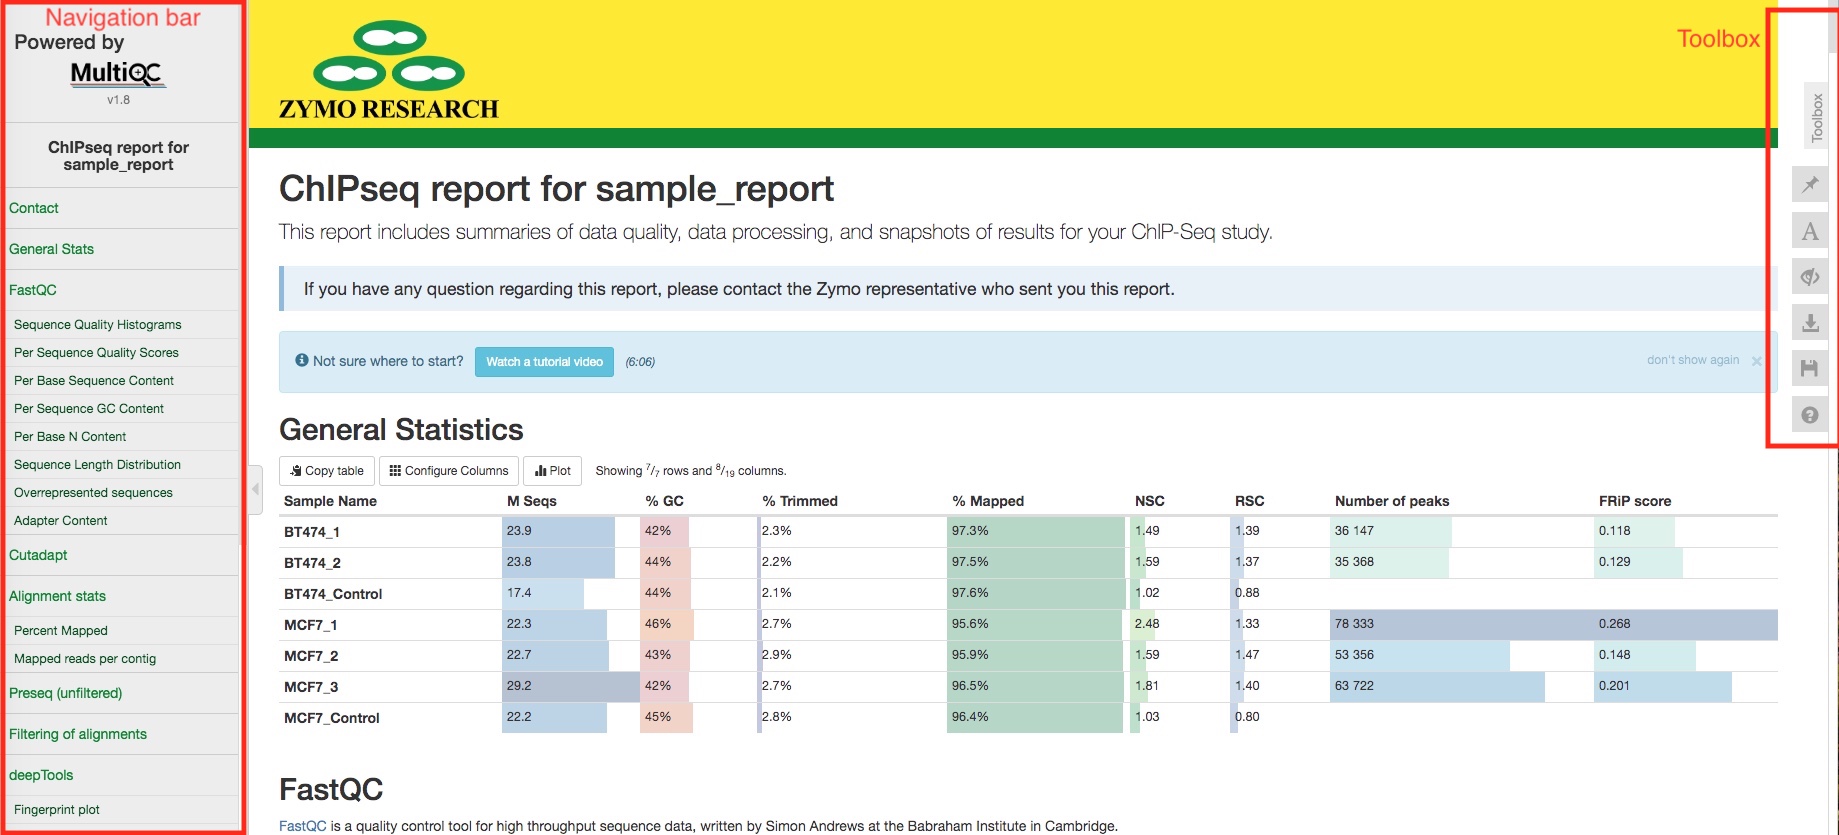 Navigation bar
Powered by
MultiQC
v1.8
ChIPseq report for
sample_report
Contact
General Stats
FastQC
Sequence Quality Histograms
Per Sequence Quality Scores
Per Base Sequence Content
Per Sequence GC Content
Per Base N Content
Sequence Length Distribution
Overrepresented sequences
Adapter Content
Cutadapt
Alignment stats
Percent Mapped
Mapped reads per contig
Preseq (unfiltered)
Filtering of alignments
deepTools
Fingerprint plot
ZYMO RESEARCH
Toolbox
Toolbox
A
ChIPseq report for sample_report
This report includes summaries of data quality, data processing, and snapshots of results for your ChIP-Seq study.
If you have any question regarding this report, please contact the Zymo representative who sent you this report.
Not sure where to start? Watch a tutorial video (6:06) don't show again ×
General Statistics
Copy table Configure Columns Plot Showing 7/7 rows and 8/19 columns.
Sample Name M Seqs % GC % Trimmed % Mapped NSC RSC Number of peaks FRiP score
BT474_1 23.9 42% 2.3% 97.3% 1.49 1.39 36 147 0.118
BT474_2 23.8 44% 2.2% 97.5% 1.59 1.37 35 368 0.129
BT474_Control 17.4 44% 2.1% 97.6% 1.02 0.88
MCF7_1 22.3 46% 2.7% 95.6% 2.48 1.33 78 333 0.268
MCF7_2 22.7 43% 2.9% 95.9% 1.59 1.47 53 356 0.148
MCF7_3 29.2 42% 2.7% 96.5% 1.81 1.40 63 722 0.201
MCF7_Control 22.2 45% 2.8% 96.4% 1.03 0.80
FastQC
FastQC is a quality control tool for high throughput sequence data, written by Simon Andrews at the Babraham Institute in Cambridge.